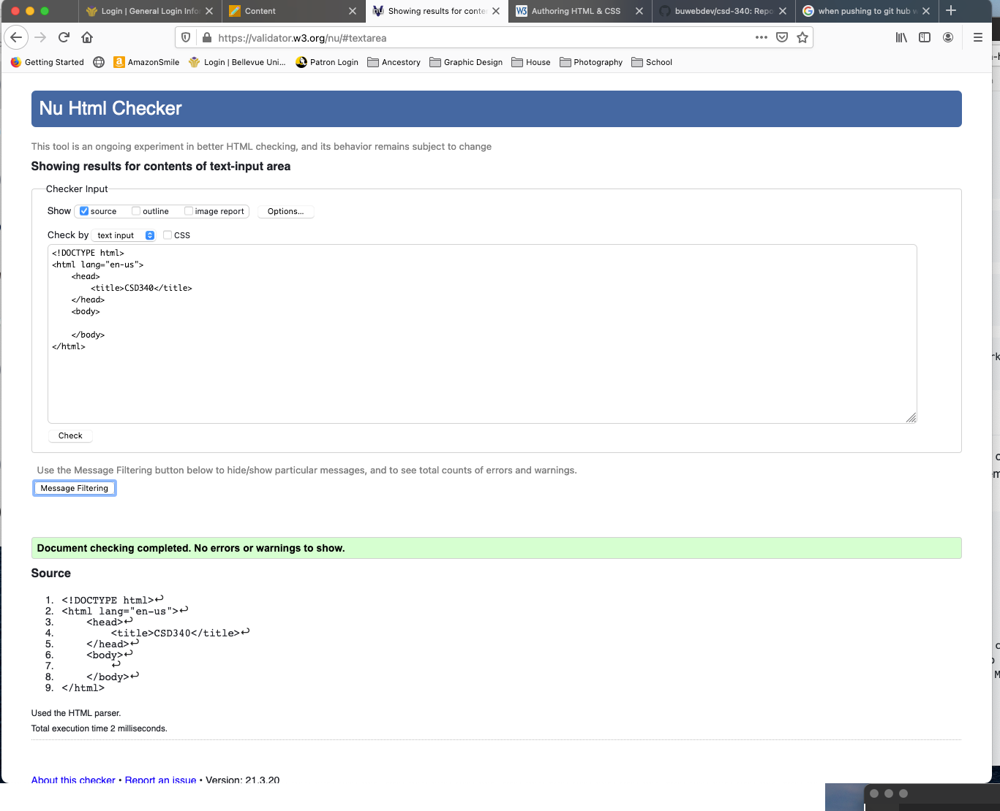 Login | General Login Info
Content
Showing results for conte
Authoring HTML & CSS
buwebdev/csd-340: Repo
when pushing to git hub w
https://validator.w3.org/nu/#textarea
Getting Started
AmazonSmile
Login | Bellevue Uni...
Patron Login
Ancestory
Graphic Design
House
Photography
School
Nu Html Checker
This tool is an ongoing experiment in better HTML checking, and its behavior remains subject to change
Showing results for contents of text-input area
Checker Input
Show source outline image report Options...
Check by text input CSS
<!DOCTYPE html>
<html lang="en-us">
    <head>
        <title>CSD340</title>
    </head>
    <body>
    </body>
</html>
Check
Use the Message Filtering button below to hide/show particular messages, and to see total counts of errors and warnings.
Message Filtering
Document checking completed. No errors or warnings to show.
Source
1. <!DOCTYPE html>↩
2. <html lang="en-us">↩
3.     <head>↩
4.         <title>CSD340</title>↩
5.     </head>↩
6.     <body>↩
7.         ↩
8.     </body>↩
9. </html>
Used the HTML parser.
Total execution time 2 milliseconds.
About this checker • Report an issue • Version: 21.3.20